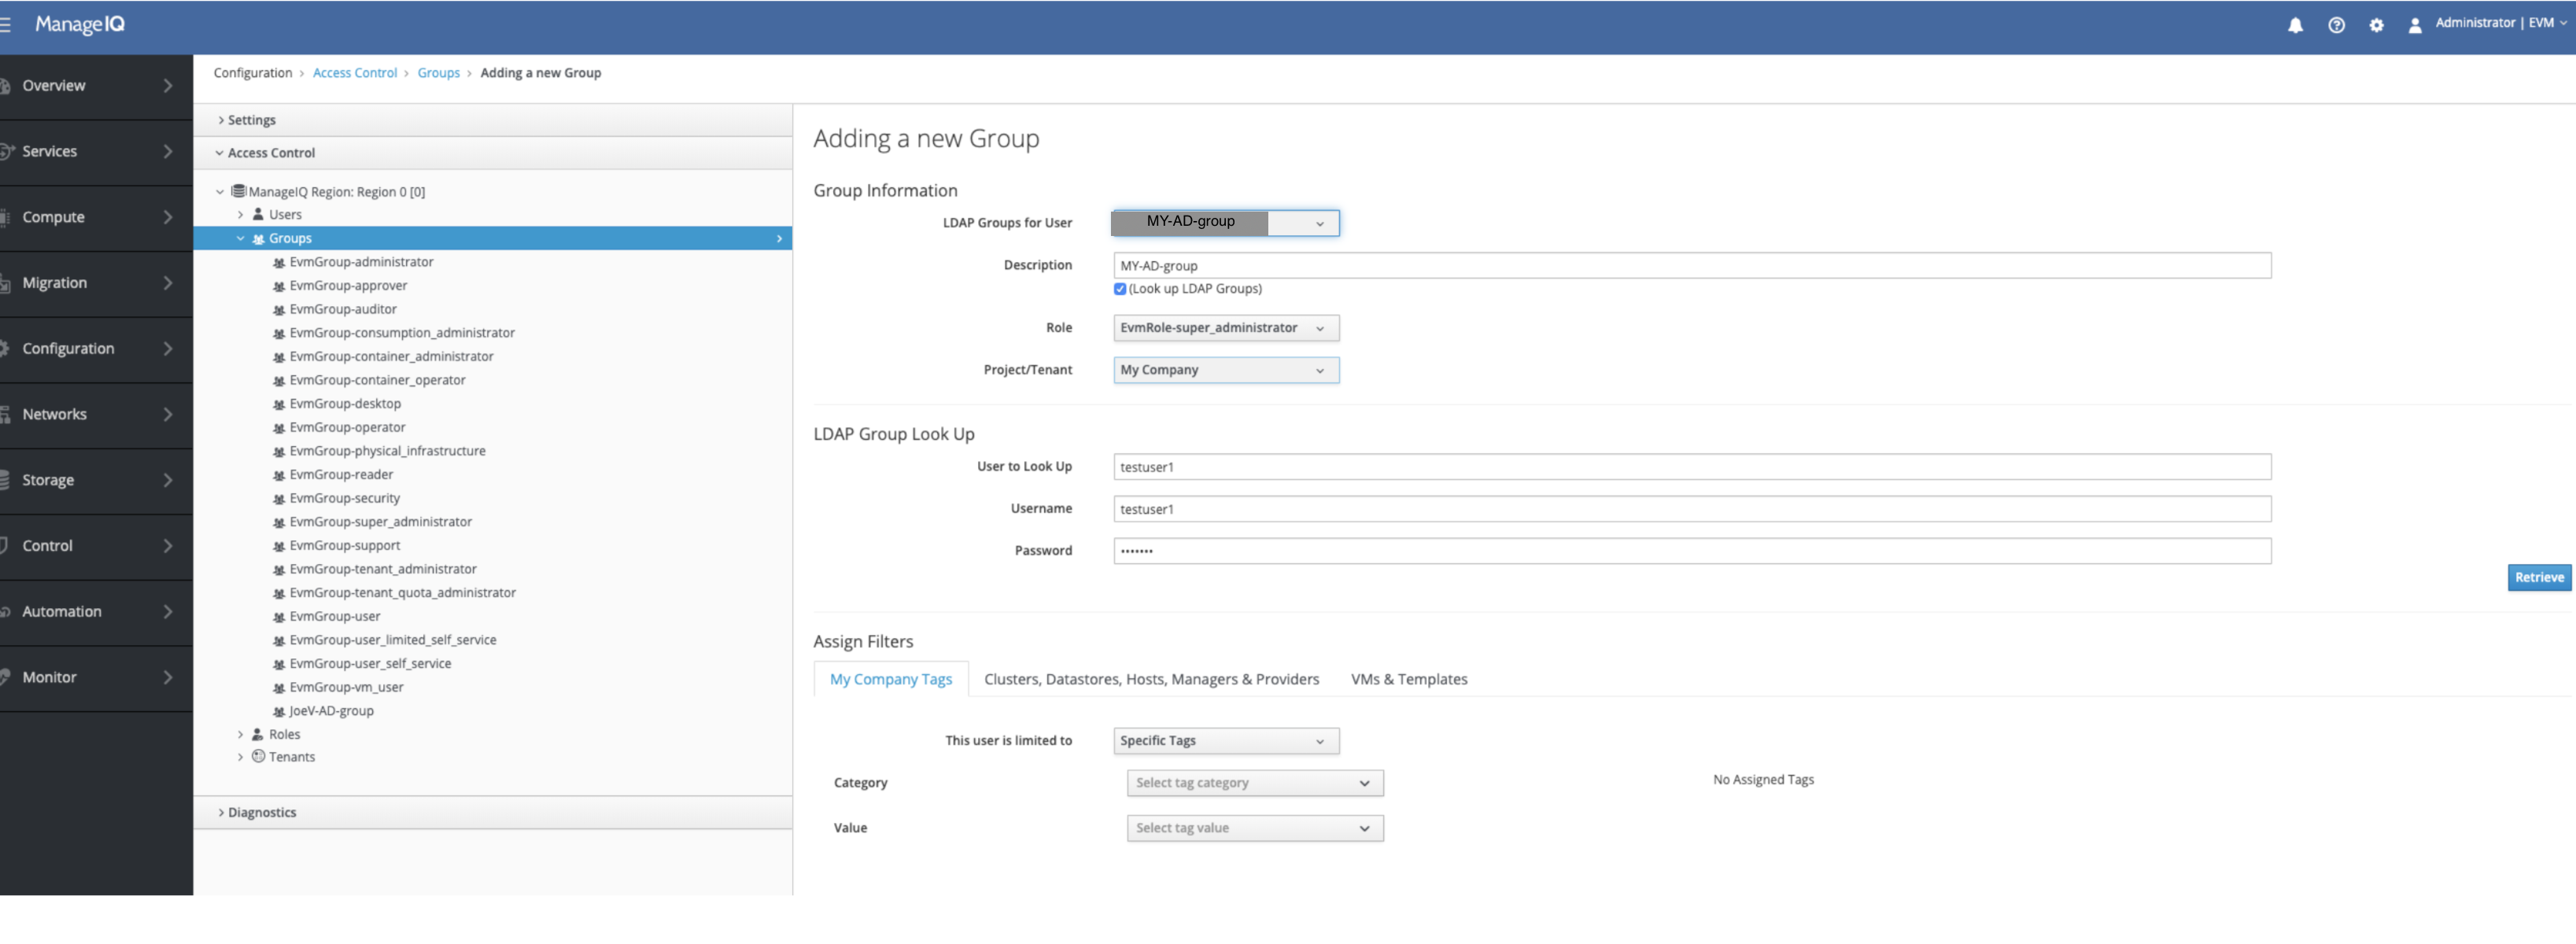 ManageIQ
Administrator | EVM
Overview
Services
Compute
Migration
Configuration
Networks
Storage
Control
Automation
Monitor
Configuration > Access Control > Groups > Adding a new Group
Settings
Access Control
ManageIQ Region: Region 0 [0]
Users
Groups
EvmGroup-administrator
EvmGroup-approver
EvmGroup-auditor
EvmGroup-consumption_administrator
EvmGroup-container_administrator
EvmGroup-container_operator
EvmGroup-desktop
EvmGroup-operator
EvmGroup-physical_infrastructure
EvmGroup-reader
EvmGroup-security
EvmGroup-super_administrator
EvmGroup-support
EvmGroup-tenant_administrator
EvmGroup-tenant_quota_administrator
EvmGroup-user
EvmGroup-user_limited_self_service
EvmGroup-user_self_service
EvmGroup-vm_user
JoeV-AD-group
Roles
Tenants
Diagnostics
Adding a new Group
Group Information
LDAP Groups for User MY-AD-group
Description MY-AD-group
(Look up LDAP Groups)
Role EvmRole-super_administrator
Project/Tenant My Company
LDAP Group Look Up
User to Look Up testuser1
Username testuser1
Password •••••••
Retrieve
Assign Filters
My Company Tags Clusters, Datastores, Hosts, Managers & Providers VMs & Templates
This user is limited to Specific Tags
Category Select tag category No Assigned Tags
Value Select tag value